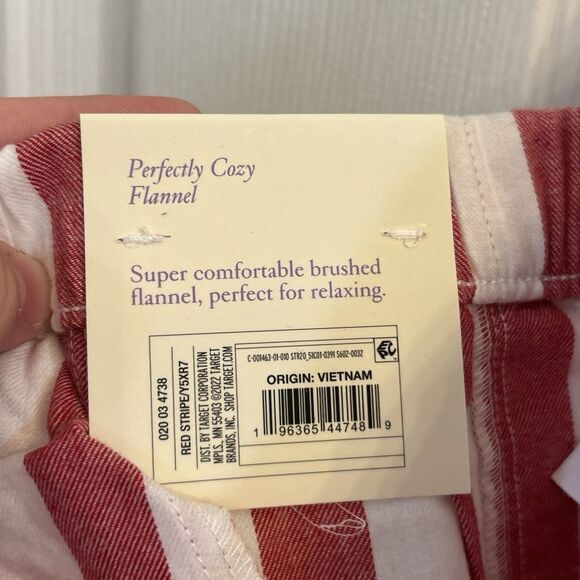 Perfectly Cozy
Flannel
Super comfortable brushed
flannel, perfect for relaxing.
020 03 4738
RED STRIPE/Y5XR7
DIST. BY TARGET CORPORATION
MPLS., MN 55403 ©2022 TARGET
BRANDS, INC. SHOP TARGET.COM
C-001463-01-010 STR20_51C01-0391 S602-0032
ORIGIN: VIETNAM
1 96365 44748 9